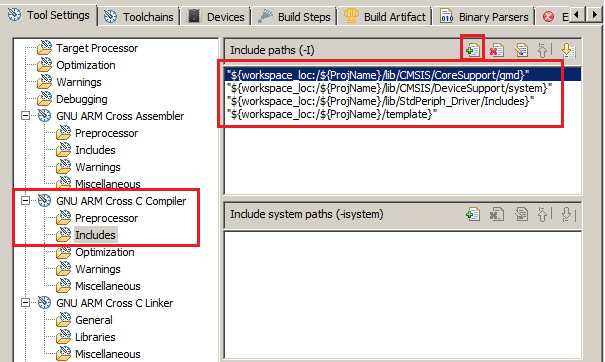 Tool Settings Toolchains Devices Build Steps Build Artifact Binary Parsers E
Target Processor
Optimization
Warnings
Debugging
GNU ARM Cross Assembler
Preprocessor
Includes
Warnings
Miscellaneous
GNU ARM Cross C Compiler
Preprocessor
Includes
Optimization
Warnings
Miscellaneous
GNU ARM Cross C Linker
General
Libraries
Miscellaneous
Include paths (-I)
"${workspace_loc:/${ProjName}/lib/CMSIS/CoreSupport/gmd}"
"${workspace_loc:/${ProjName}/lib/CMSIS/DeviceSupport/system}"
"${workspace_loc:/${ProjName}/lib/StdPeriph_Driver/Includes}"
"${workspace_loc:/${ProjName}/template}"
Include system paths (-isystem)